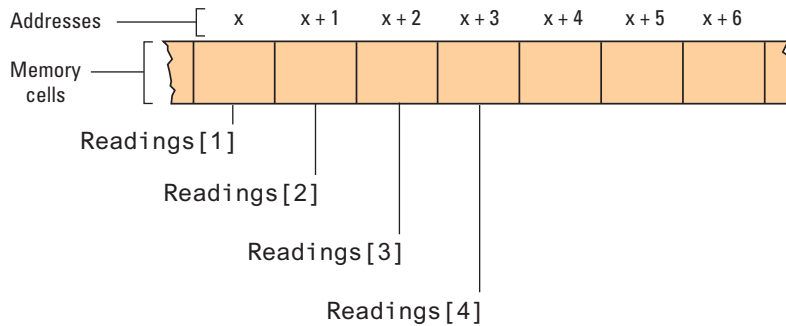 Addresses x x + 1 x + 2 x + 3 x + 4 x + 5 x + 6
Memory
cells
Readings[1]
Readings[2]
Readings[3]
Readings[4]